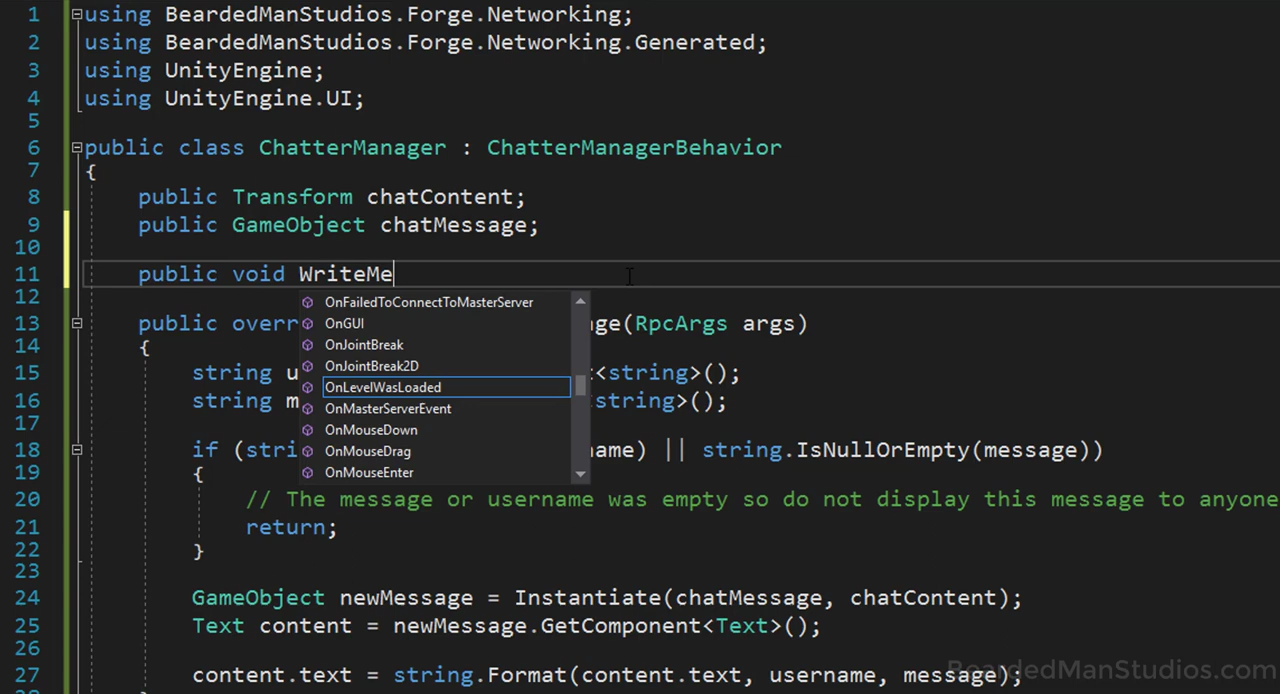 1 using BeardedManStudios.Forge.Networking;
2 using BeardedManStudios.Forge.Networking.Generated;
3 using UnityEngine;
4 using UnityEngine.UI;
5
6 public class ChatterManager : ChatterManagerBehavior
7 {
8 public Transform chatContent;
9 public GameObject chatMessage;
10
11 public void WriteMe
OnFailedToConnectToMasterServer
12
13 public overr OnGUI ge(RpcArgs args)
14 { OnJointBreak
OnJointBreak2D
15 string u t<string>();
OnLevelWasLoaded
16 string m <string>();
OnMasterServerEvent
17
OnMouseDown
18 if (stri OnMouseDrag name) || string.IsNullOrEmpty(message))
19 { OnMouseEnter
20 // The message or username was empty so do not display this message to anyone
21 return;
22 }
23
24 GameObject newMessage = Instantiate(chatMessage, chatContent);
25 Text content = newMessage.GetComponent<Text>();
26
27 content.text = string.Format(content.text, username, message);
BeardedManStudios.com